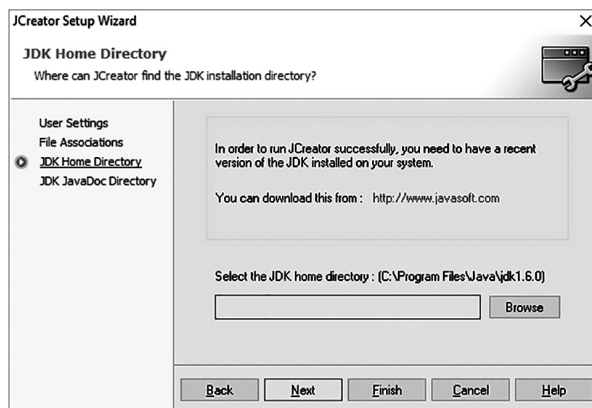 JCreator Setup Wizard
JDK Home Directory
Where can JCreator find the JDK installation directory?
User Settings
File Associations
JDK Home Directory
JDK JavaDoc Directory
In order to run JCreator successfully, you need to have a recent
version of the JDK installed on your system.
You can download this from : http://www.javasoft.com
Select the JDK home directory : (C:\Program Files\Java\jdk1.6.0)
Browse
Back Next Finish Cancel Help